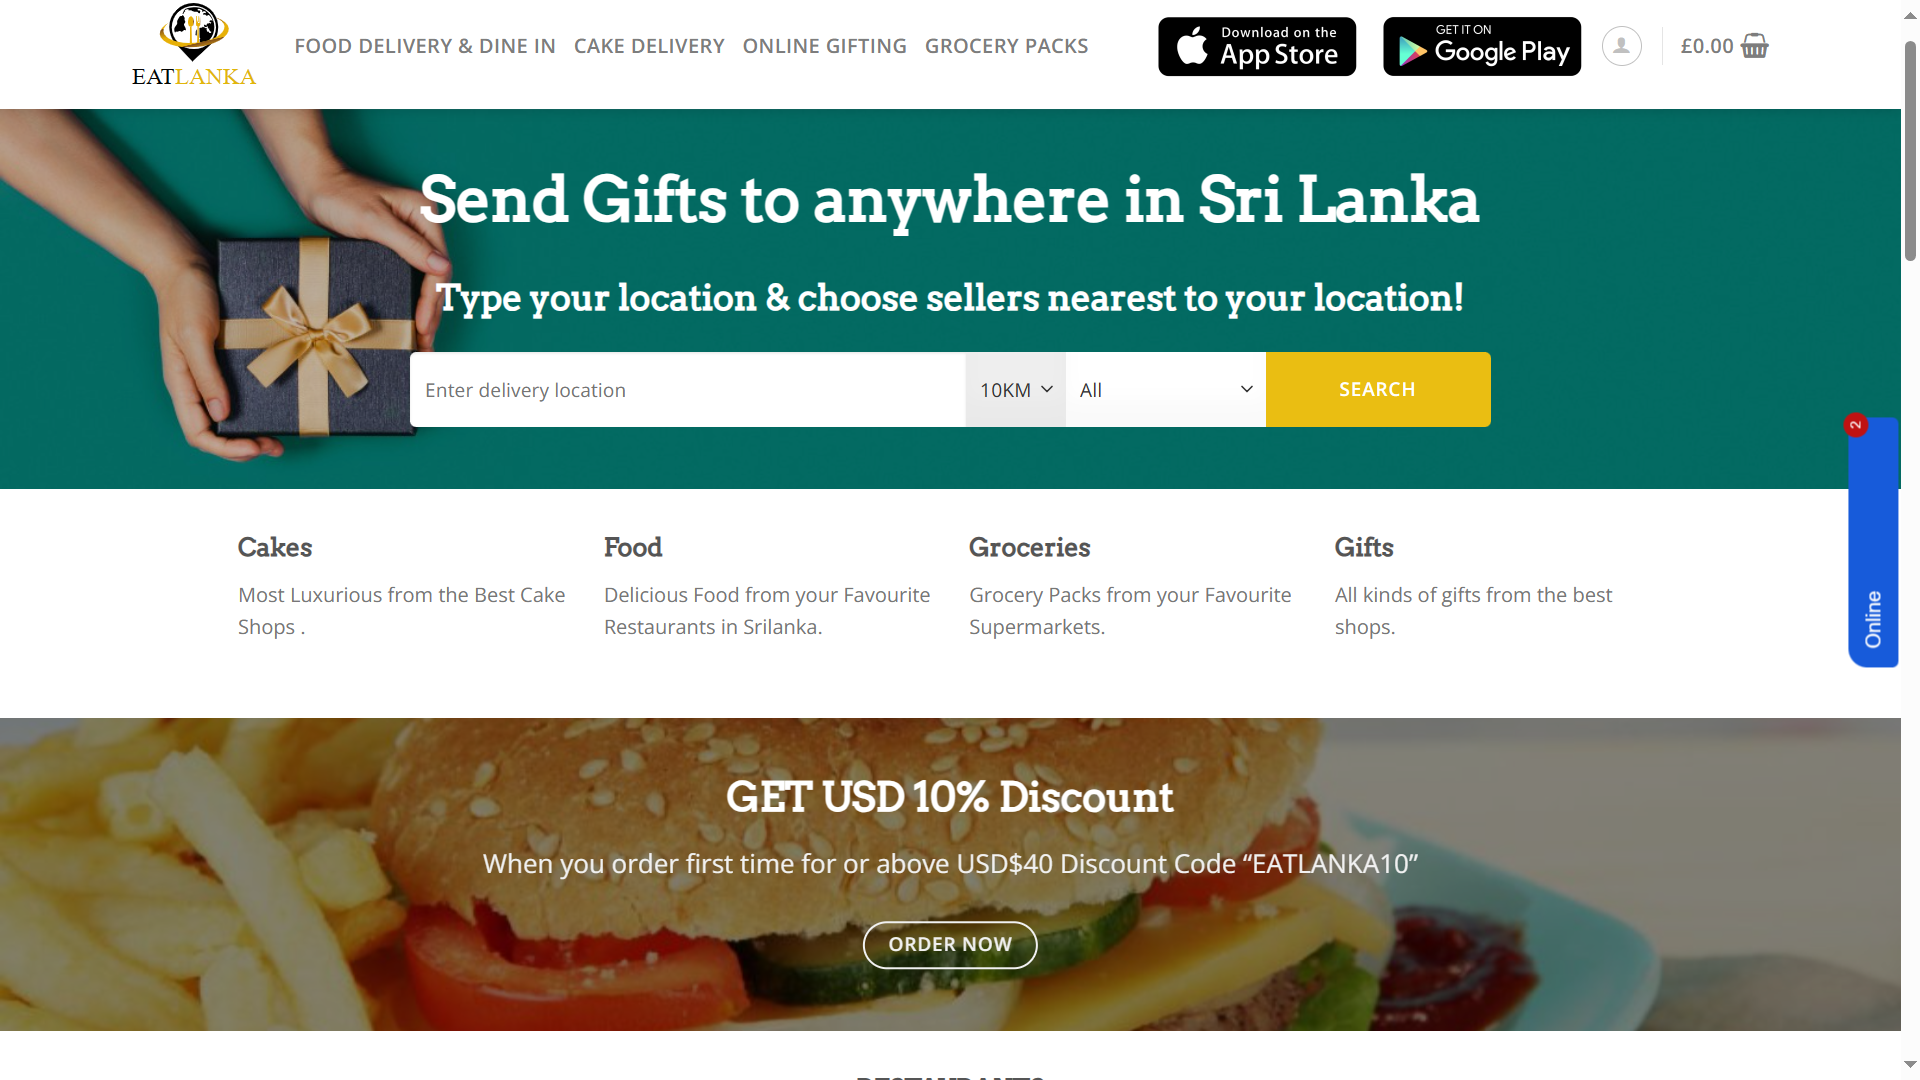 EATLANKA
FOOD DELIVERY & DINE IN
CAKE DELIVERY
ONLINE GIFTING
GROCERY PACKS
Download on the
App Store
GET IT ON
Google Play
£0.00
Send Gifts to anywhere in Sri Lanka
Type your location & choose sellers nearest to your location!
Enter delivery location
10KM
All
SEARCH
2
Online
Cakes
Most Luxurious from the Best Cake
Shops .
Food
Delicious Food from your Favourite
Restaurants in Srilanka.
Groceries
Grocery Packs from your Favourite
Supermarkets.
Gifts
All kinds of gifts from the best
shops.
GET USD 10% Discount
When you order first time for or above USD$40 Discount Code “EATLANKA10”
ORDER NOW
RESTAURANTS